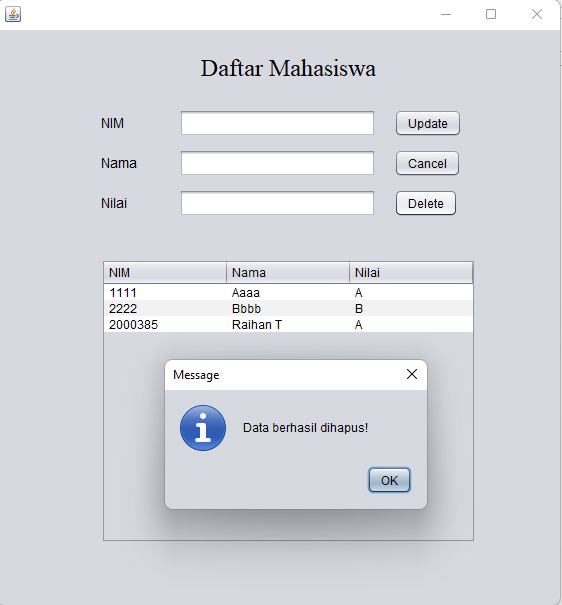 Daftar Mahasiswa
NIM Update
Nama Cancel
Nilai Delete
NIM Nama Nilai
1111 Aaaa A
2222 Bbbb B
2000385 Raihan T A
Message
Data berhasil dihapus!
OK